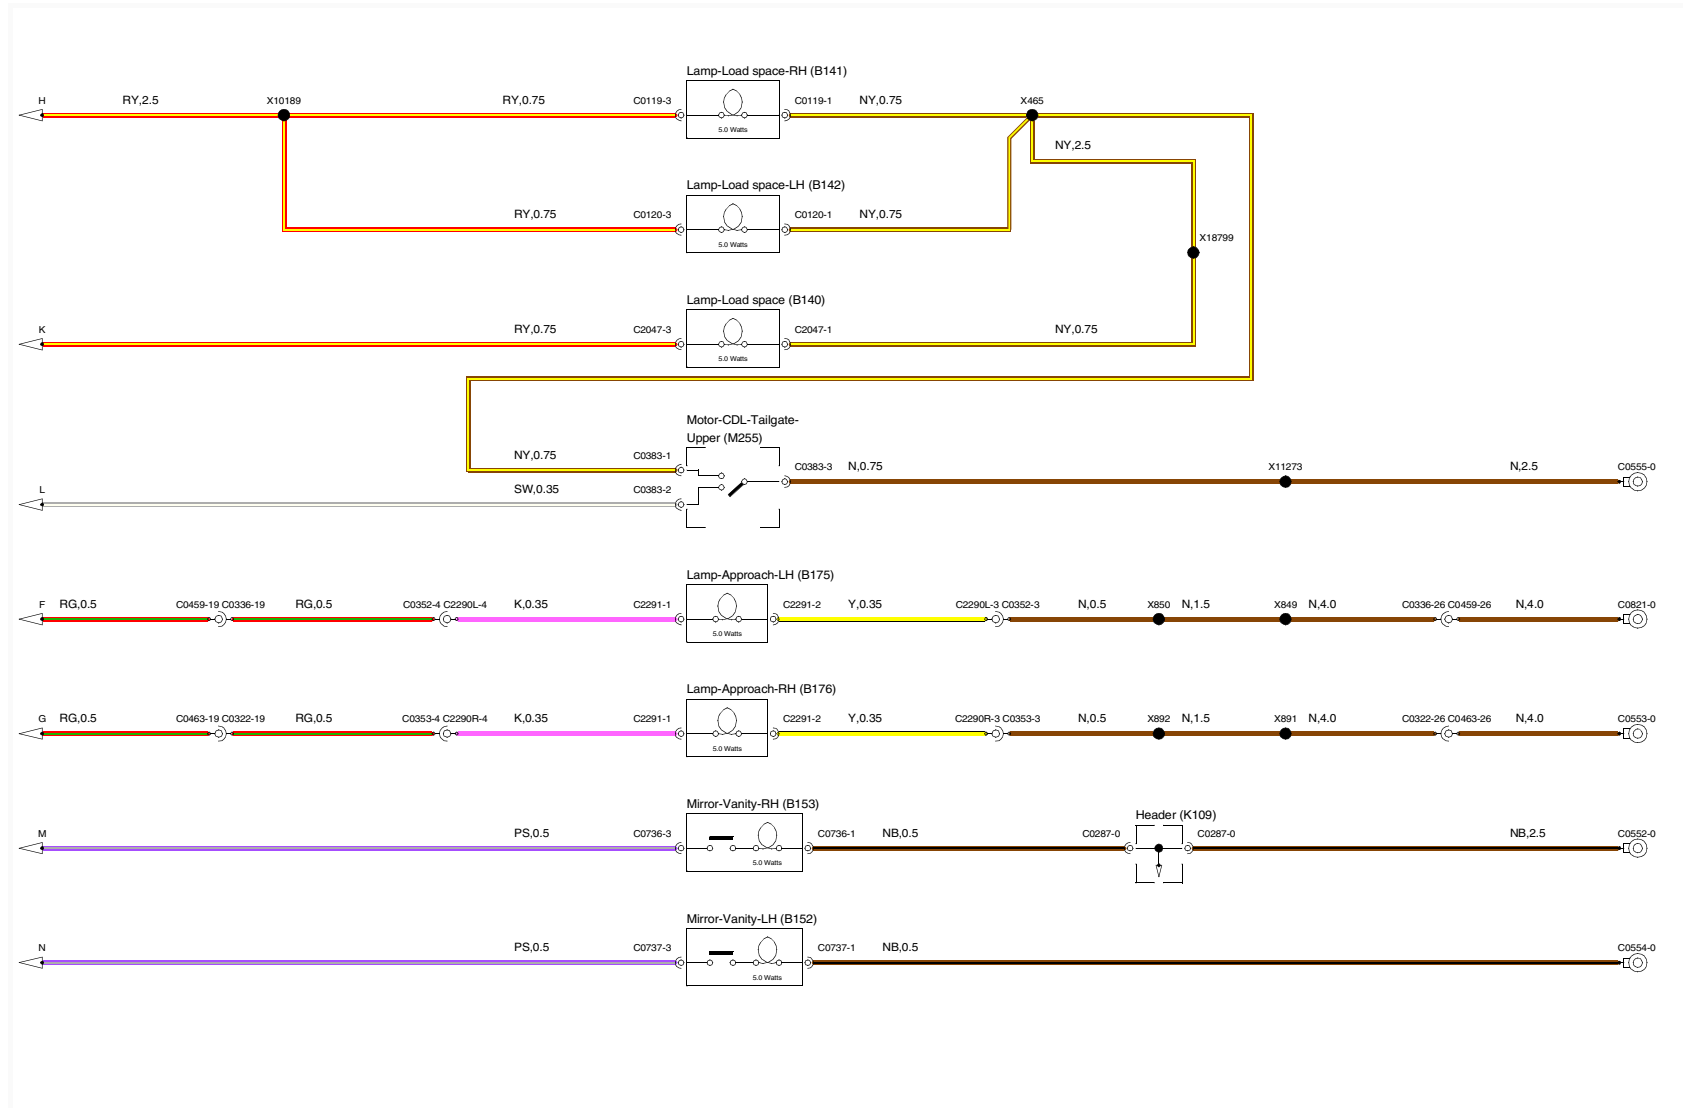 Lamp-Load space-RH (B141)
H RY,2.5 X10189 RY,0.75 C0119-3 C0119-1 NY,0.75 X465
5.0 Watts
NY,2.5
Lamp-Load space-LH (B142)
RY,0.75 C0120-3 C0120-1 NY,0.75
5.0 Watts
X18799
Lamp-Load space (B140)
K RY,0.75 C2047-3 C2047-1 NY,0.75
5.0 Watts
Motor-CDL-Tailgate-
Upper (M255)
NY,0.75 C0383-1
C0383-3 N,0.75 X11273 N,2.5 C0555-0
L SW,0.35 C0383-2
Lamp-Approach-LH (B175)
F RG,0.5 C0459-19 C0336-19 RG,0.5 C0352-4 C2290L-4 K,0.35 C2291-1 C2291-2 Y,0.35 C2290L-3 C0352-3 N,0.5 X850 N,1.5 X849 N,4.0 C0336-26 C0459-26 N,4.0 C0821-0
5.0 Watts
Lamp-Approach-RH (B176)
G RG,0.5 C0463-19 C0322-19 RG,0.5 C0353-4 C2290R-4 K,0.35 C2291-1 C2291-2 Y,0.35 C2290R-3 C0353-3 N,0.5 X892 N,1.5 X891 N,4.0 C0322-26 C0463-26 N,4.0 C0553-0
5.0 Watts
Mirror-Vanity-RH (B153)
Header (K109)
M PS,0.5 C0736-3 C0736-1 NB,0.5 C0287-0 C0287-0 NB,2.5 C0552-0
5.0 Watts
Mirror-Vanity-LH (B152)
N PS,0.5 C0737-3 C0737-1 NB,0.5 C0554-0
5.0 Watts